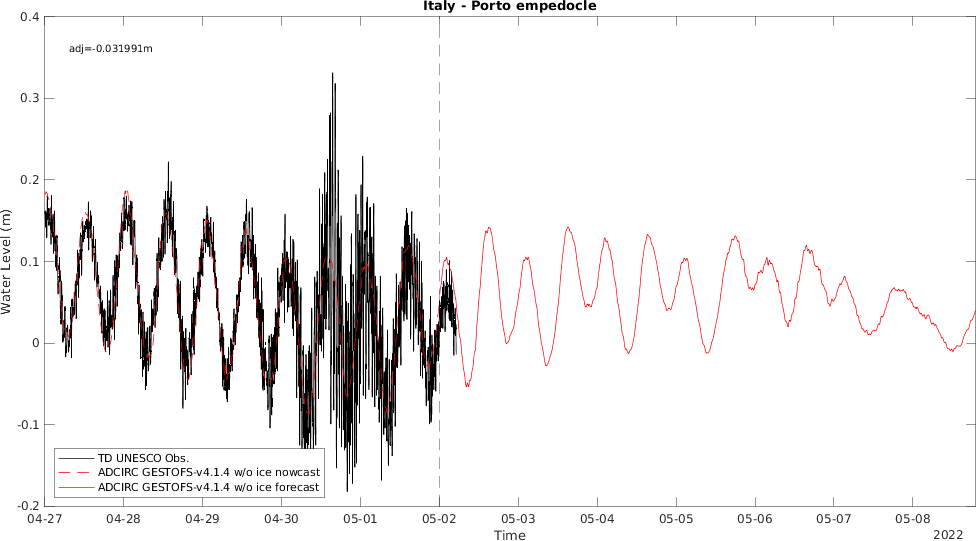 Italy - Porto empedocle
0.4
adj=-0.031991m
0.3
0.2
0.1
0
-0.1
-0.2
Water Level (m)
TD UNESCO Obs.
ADCIRC GESTOFS-v4.1.4 w/o ice nowcast
ADCIRC GESTOFS-v4.1.4 w/o ice forecast
04-27 04-28 04-29 04-30 05-01 05-02 05-03 05-04 05-05 05-06 05-07 05-08
Time
2022